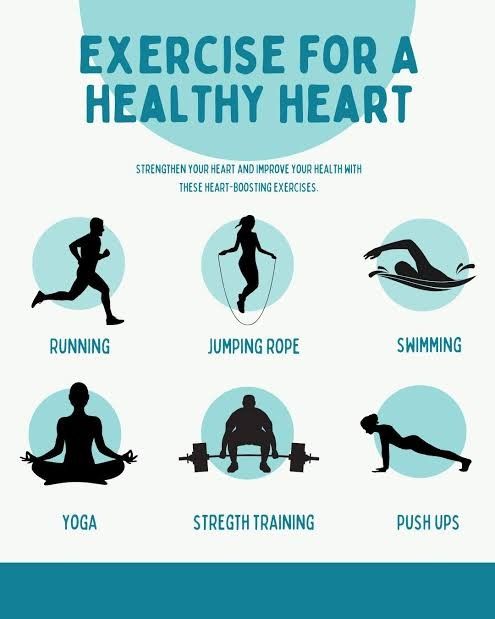 EXERCISE FOR A
HEALTHY HEART
STRENGTHEN YOUR HEART AND IMPROVE YOUR HEALTH WITH
THESE HEART-BOOSTING EXERCISES.
RUNNING
JUMPING ROPE
SWIMMING
YOGA
STREGTH TRAINING
PUSH UPS